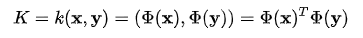 K = k(x, y) = (Φ(x), Φ(y)) = Φ(x)^T Φ(y)